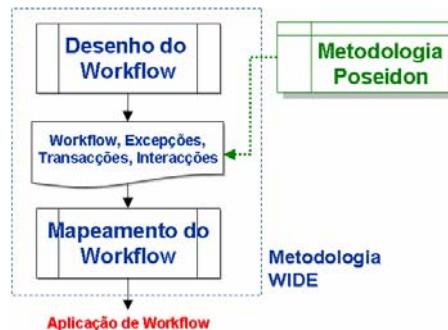 Desenho do
Workflow
Metodologia
Poseidon
Workflow, Excepções,
Transacções, Interacções
Mapeamento do
Workflow
Metodologia
WIDE
Aplicação de Workflow